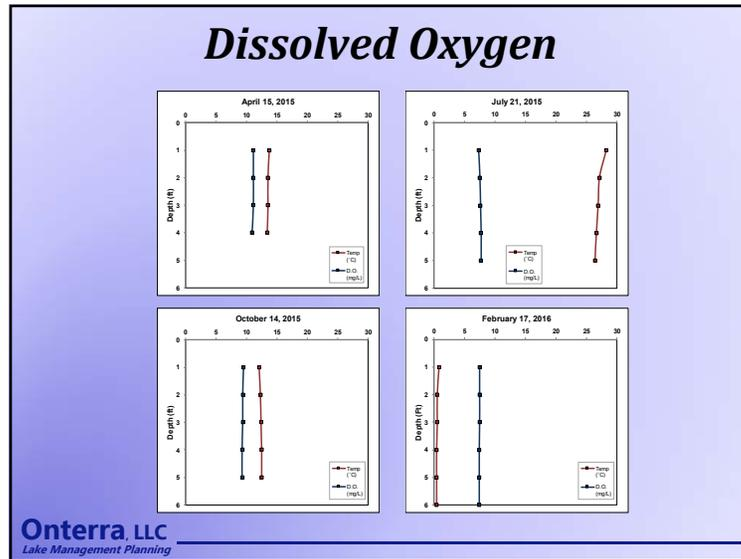 Dissolved Oxygen
April 15, 2015
0 5 10 15 20 25 30
0
1
2
3
4
5
6
Depth (ft)
Temp
(˚C)
D.O.
(mg/L)
July 21, 2015
0 5 10 15 20 25 30
0
1
2
3
4
5
6
Depth (ft)
Temp
(˚C)
D.O.
(mg/L)
October 14, 2015
0 5 10 15 20 25 30
0
1
2
3
4
5
6
Depth (ft)
Temp
(˚C)
D.O.
(mg/L)
February 17, 2016
0 5 10 15 20 25 30
0
1
2
3
4
5
6
Depth (Ft)
Temp
(˚C)
D.O.
(mg/L)
Onterra, LLC
Lake Management Planning